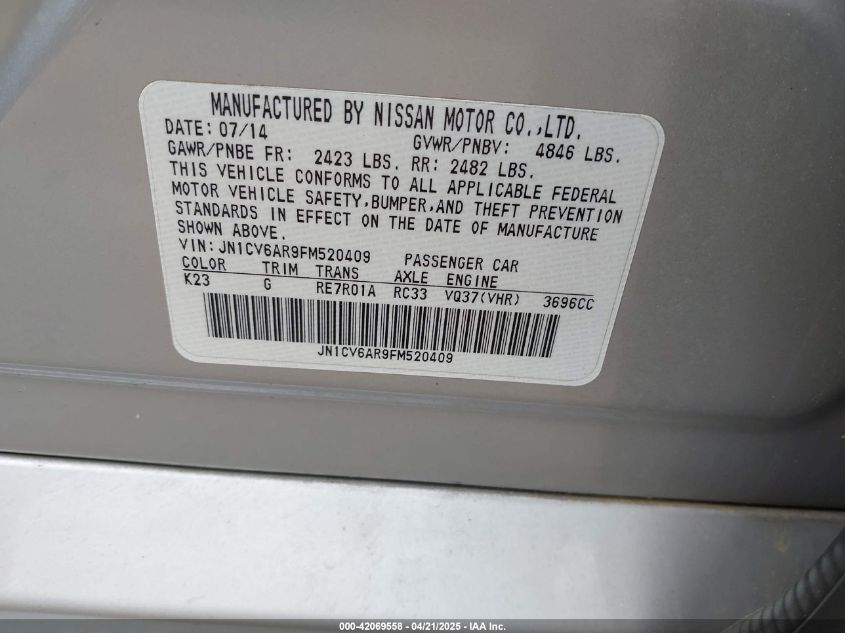 MANUFACTURED BY NISSAN MOTOR CO.,LTD.
DATE: 07/14 GVWR/PNBV: 4846 LBS.
GAWR/PNBE FR: 2423 LBS. RR: 2482 LBS.
THIS VEHICLE CONFORMS TO ALL APPLICABLE FEDERAL
MOTOR VEHICLE SAFETY,BUMPER,AND THEFT PREVENTION
STANDARDS IN EFFECT ON THE DATE OF MANUFACTURE
SHOWN ABOVE.
VIN: JN1CV6AR9FM520409 PASSENGER CAR
COLOR TRIM TRANS AXLE ENGINE
K23 G RE7R01A RC33 VQ37(VHR) 3696CC
JN1CV6AR9FM520409
000-42069558 - 04/21/2025 - IAA Inc.